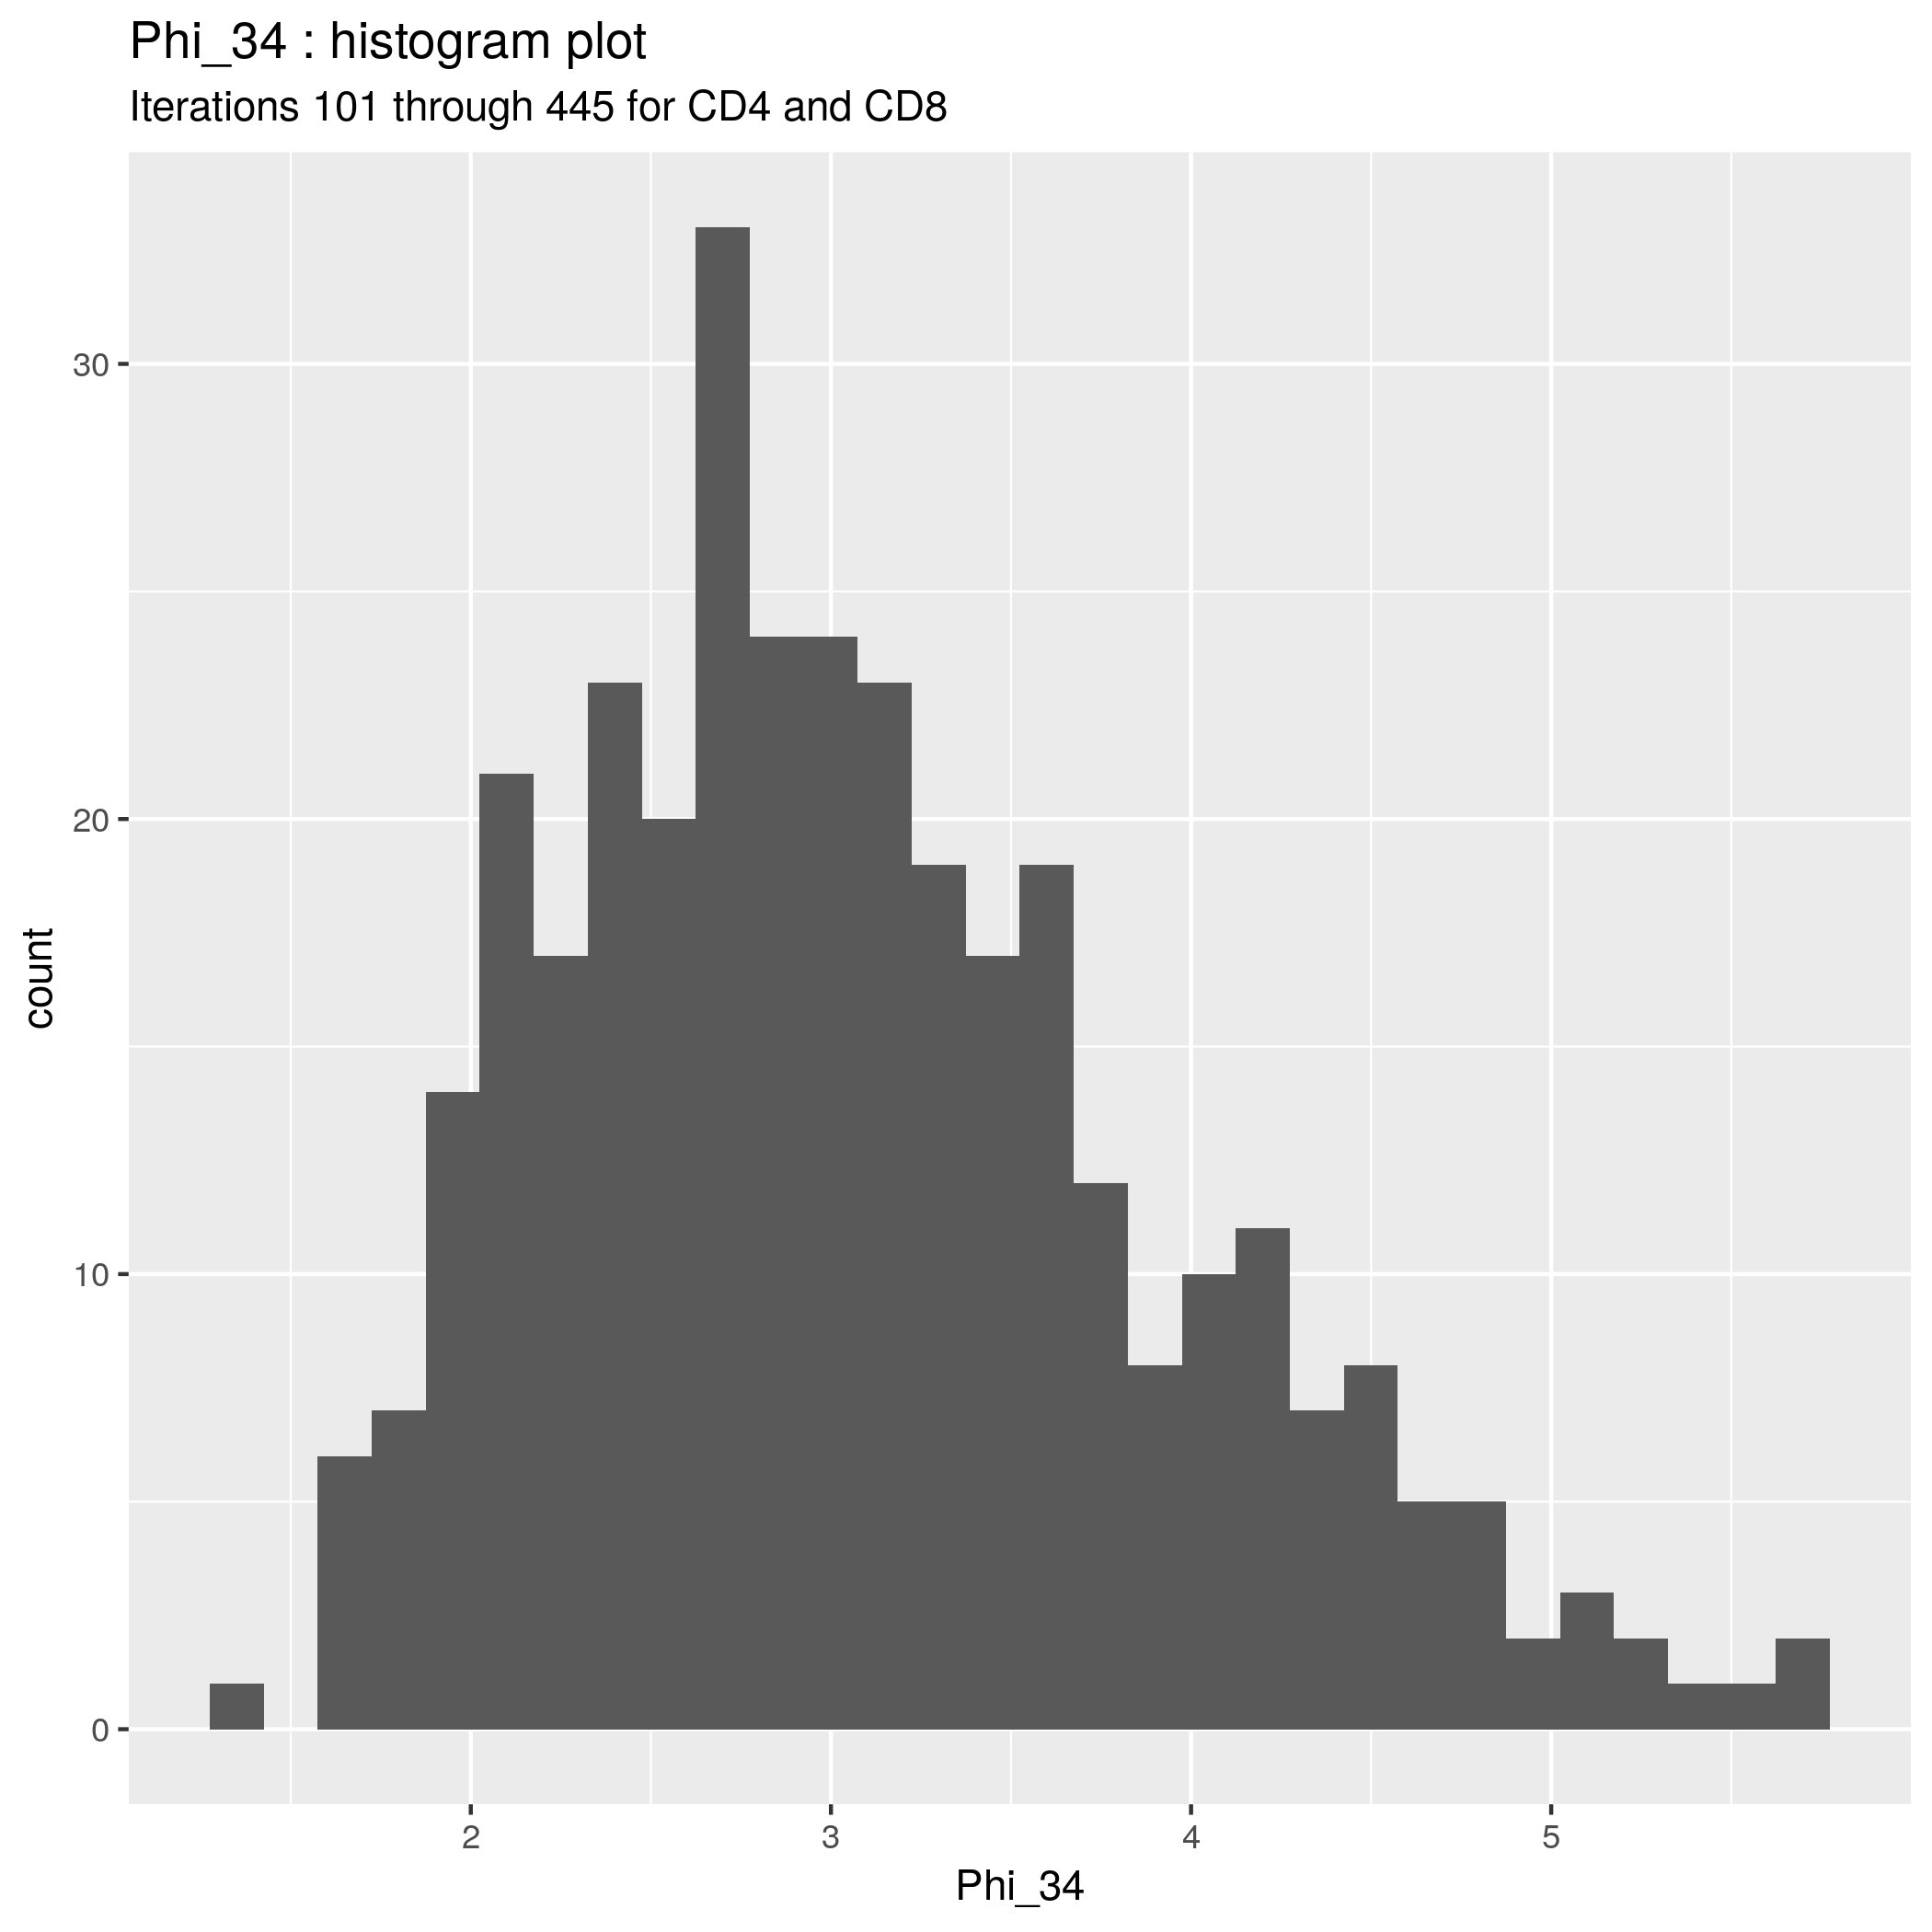 Phi_34 : histogram plot
Iterations 101 through 445 for CD4 and CD8
30
20
10
0
count
2 3 4 5
Phi_34